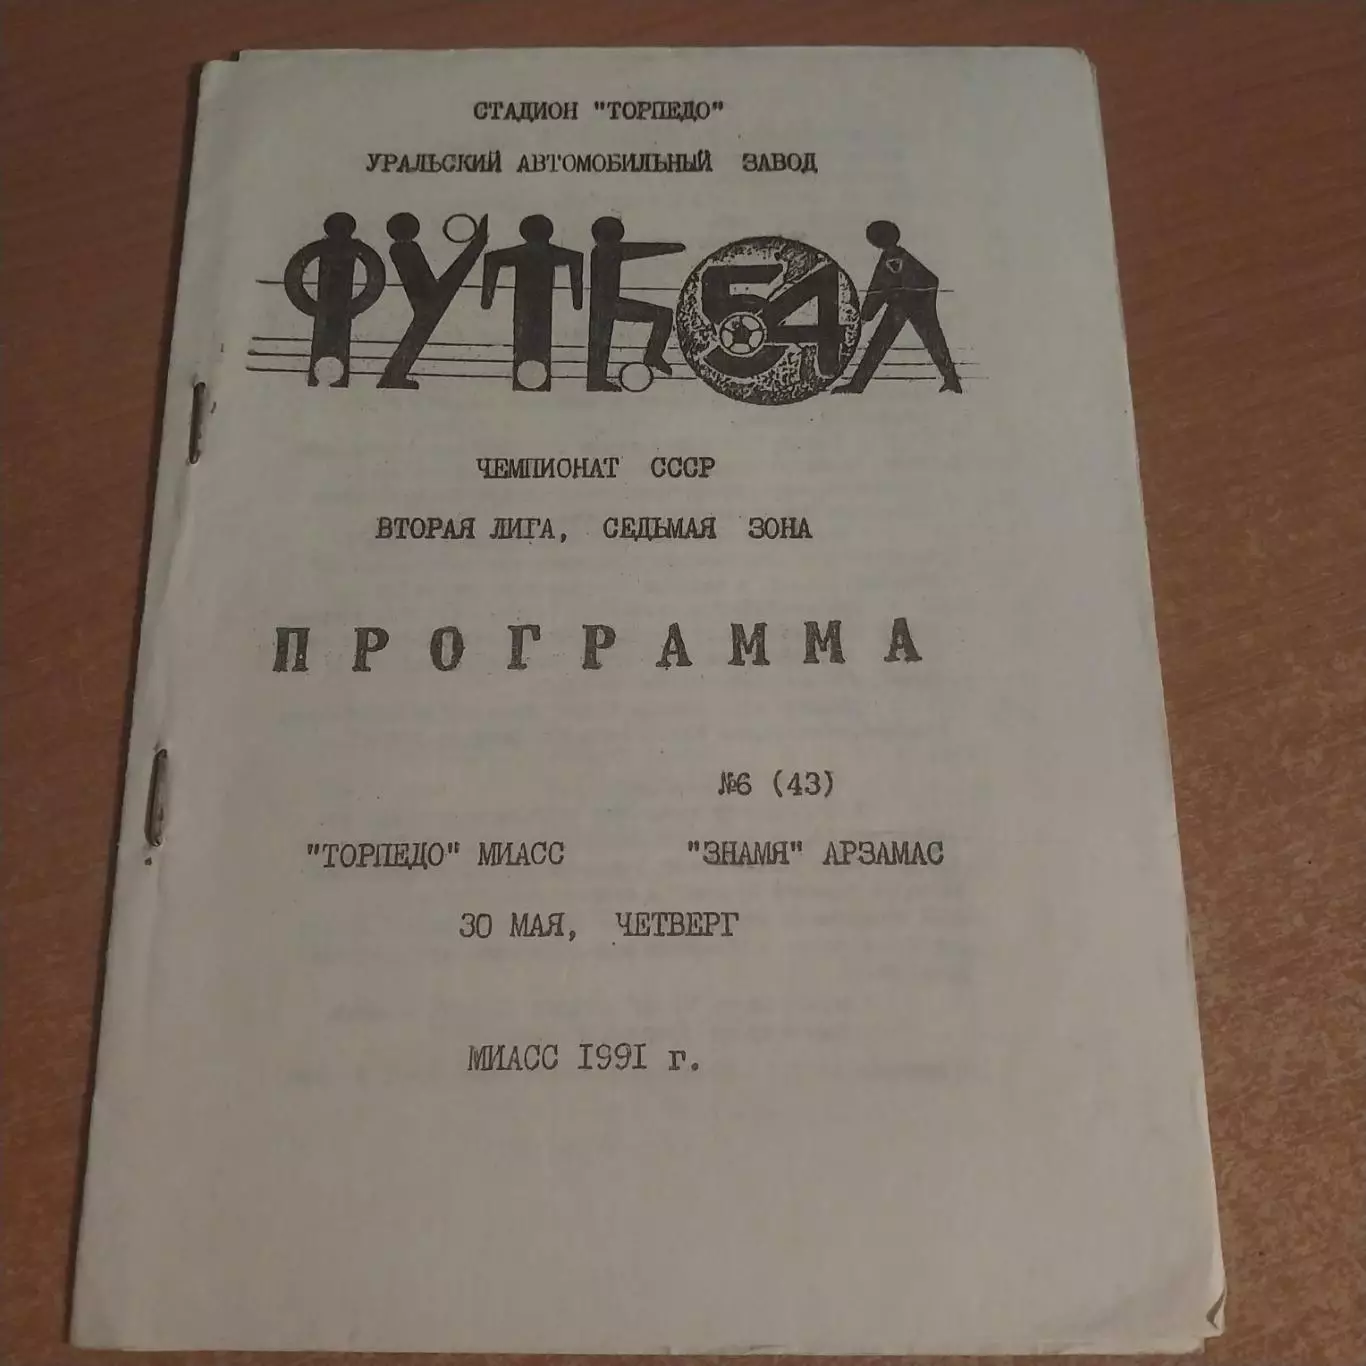 СТАДИОН "ТОРПЕДО"
УРАЛЬСКИЙ АВТОМОБИЛЬНЫЙ ЗАВОД
ФУТБОЛ
54
ЧЕМПИОНАТ СССР
ВТОРАЯ ЛИГА, СЕДЬМАЯ ЗОНА
ПРОГРАММА
№6 (43)
"ТОРПЕДО" МИАСС "ЗНАМЯ" АРЗАМАС
30 МАЯ, ЧЕТВЕРГ
МИАСС 1991 г.